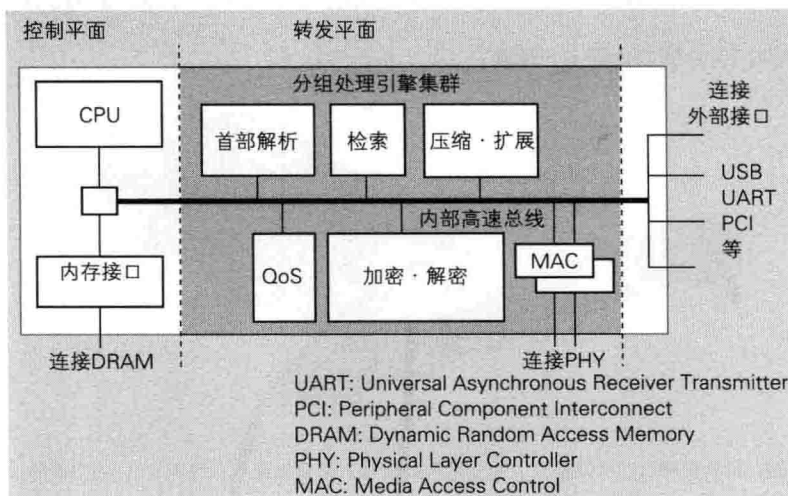 控制平面
转发平面
分组处理引擎集群
CPU
首部解析
检索
压缩·扩展
连接
外部接口
USB
UART
PCI
等
内部高速总线
内存接口
QoS
加密·解密
MAC
连接DRAM
连接PHY
UART: Universal Asynchronous Receiver Transmitter
PCI: Peripheral Component Interconnect
DRAM: Dynamic Random Access Memory
PHY: Physical Layer Controller
MAC: Media Access Control